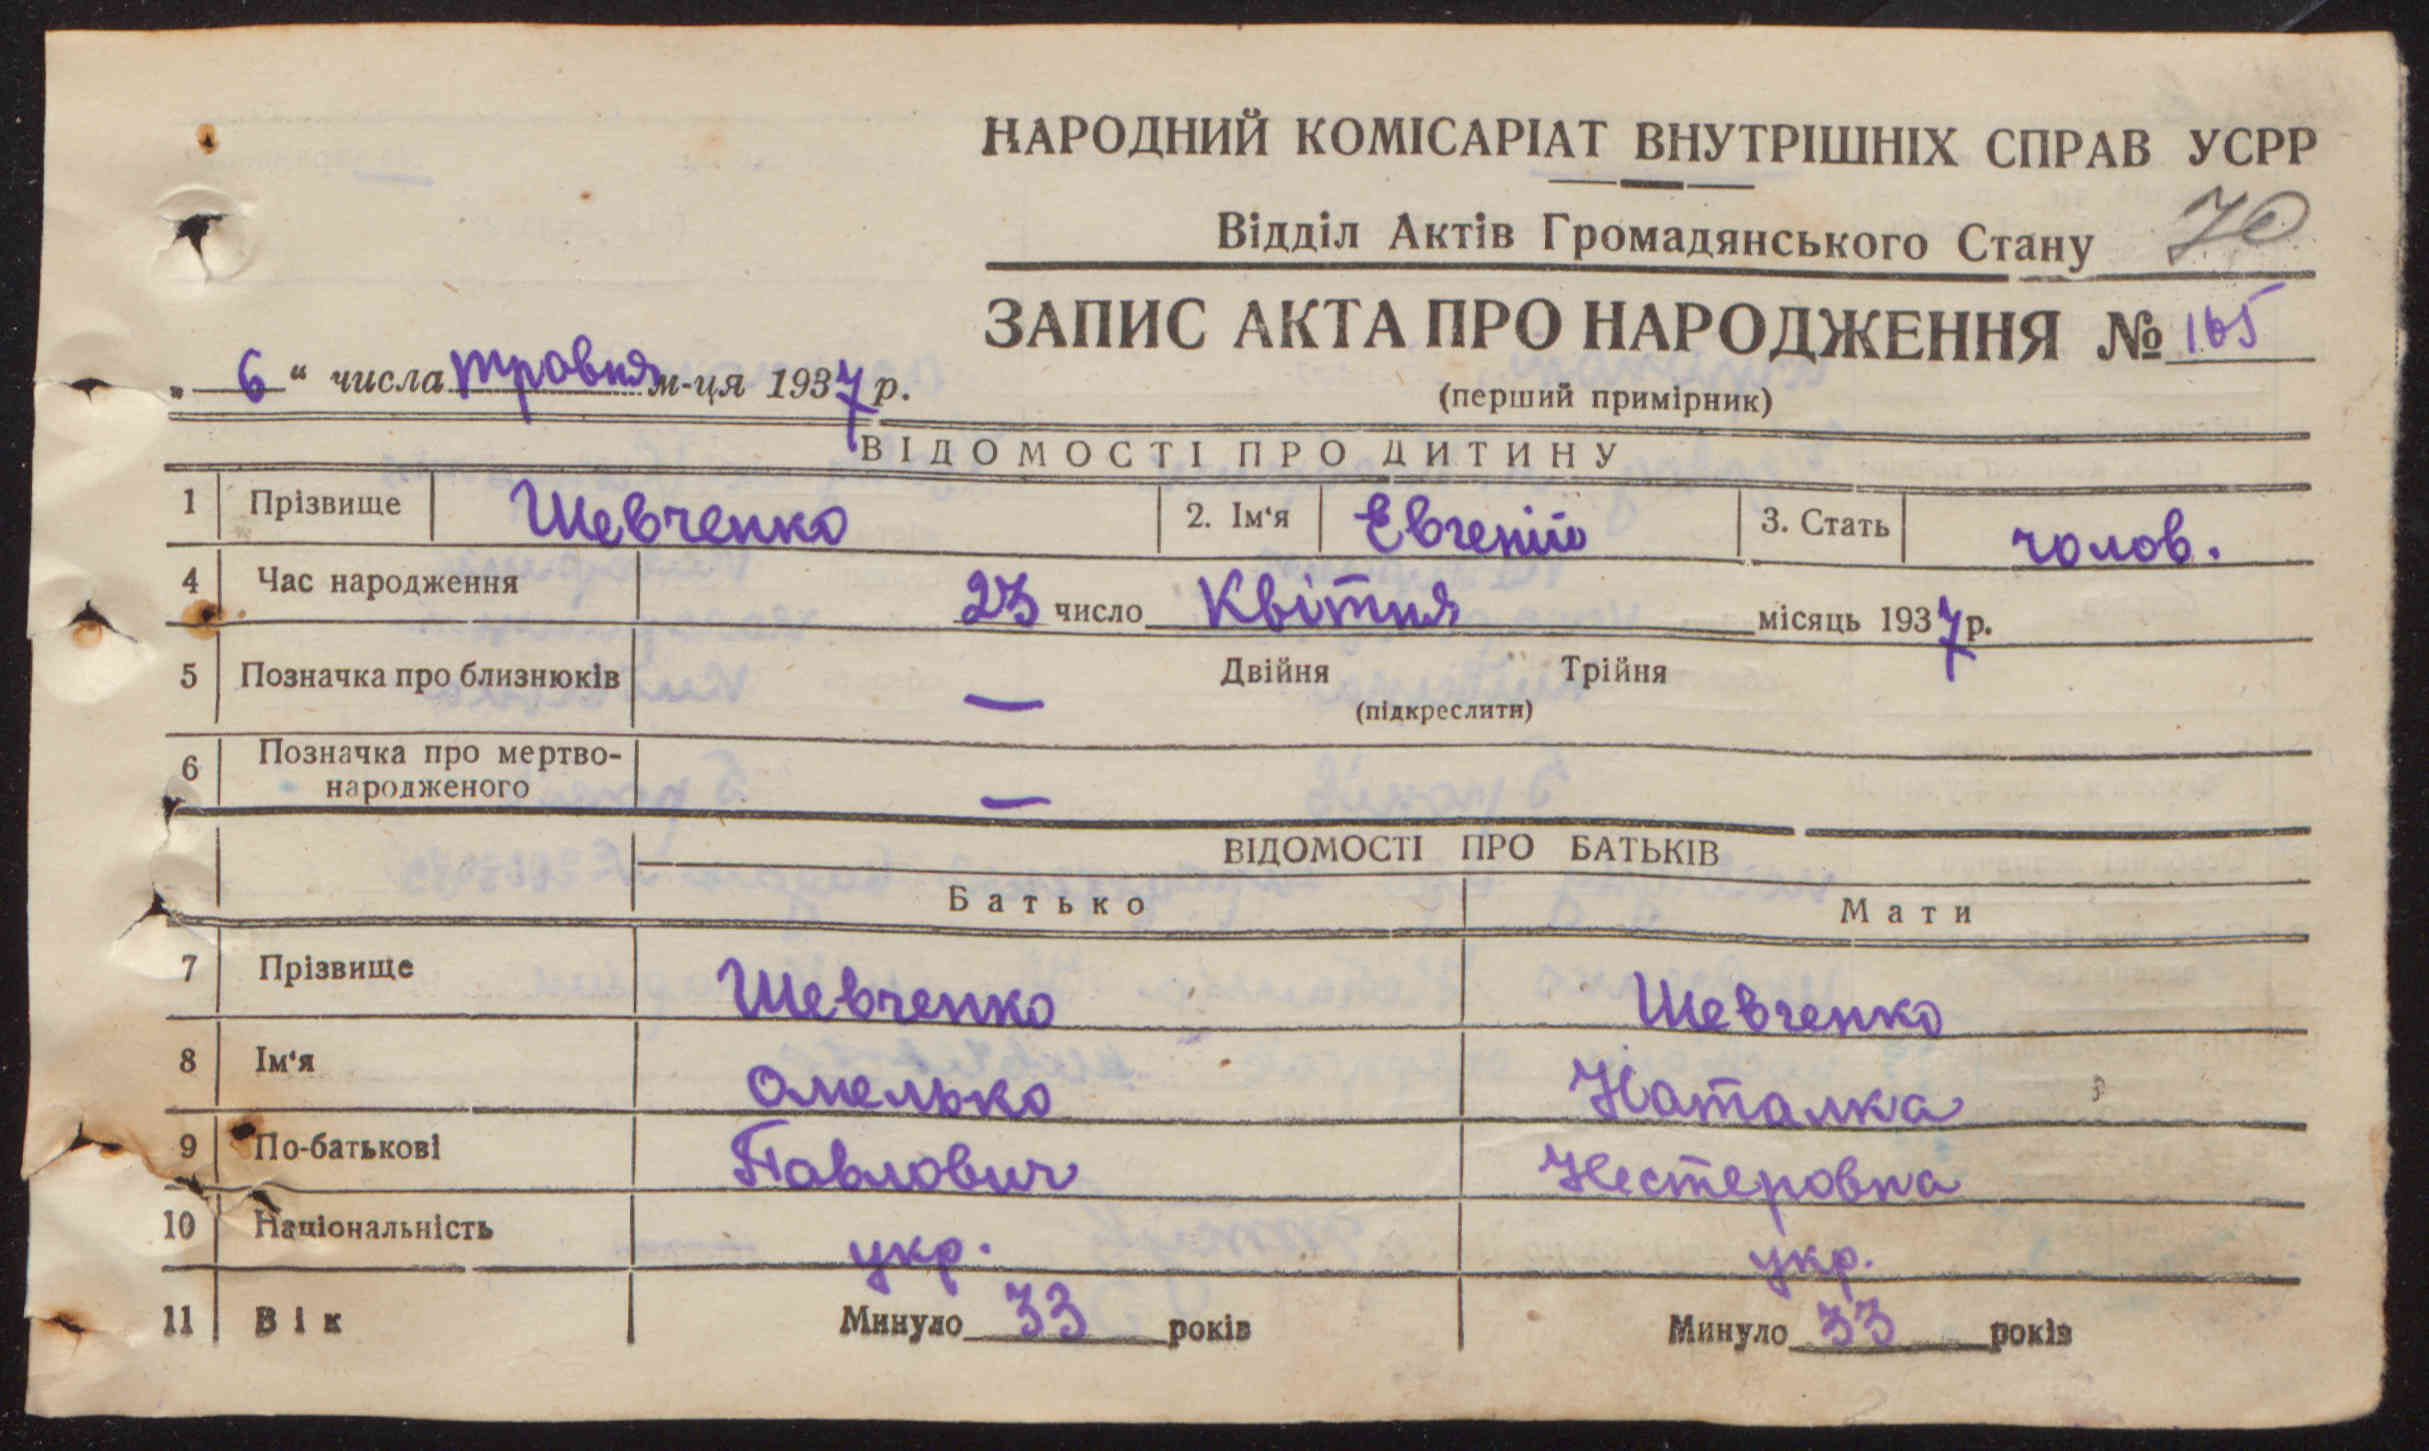 НАРОДНИЙ КОМІСАРІАТ ВНУТРІШНІХ СПРАВ УСРР
Відділ Актів Громадянського Стану 70
ЗАПИС АКТА ПРО НАРОДЖЕННЯ № 165
„ 6 “ числа травня м-ця 1937 р.
(перший примірник)
ВІДОМОСТІ ПРО ДИТИНУ
1 Прізвище Шевченко 2. Ім‘я Евгеній 3. Стать чолов.
4 Час народження 23 число Квітня місяць 1937 р.
5 Позначка про близнюків — Двійня Трійня
(підкреслити)
6 Позначка про мертво-
народженого —
ВІДОМОСТІ ПРО БАТЬКІВ
Батько Мати
7 Прізвище Шевченко Шевченко
8 Ім‘я Омелько Наталка
9 По-батькові Павлович Нестеровна
10 Національність укр. укр.
11 Вік Минуло 33 років Минуло 33 років